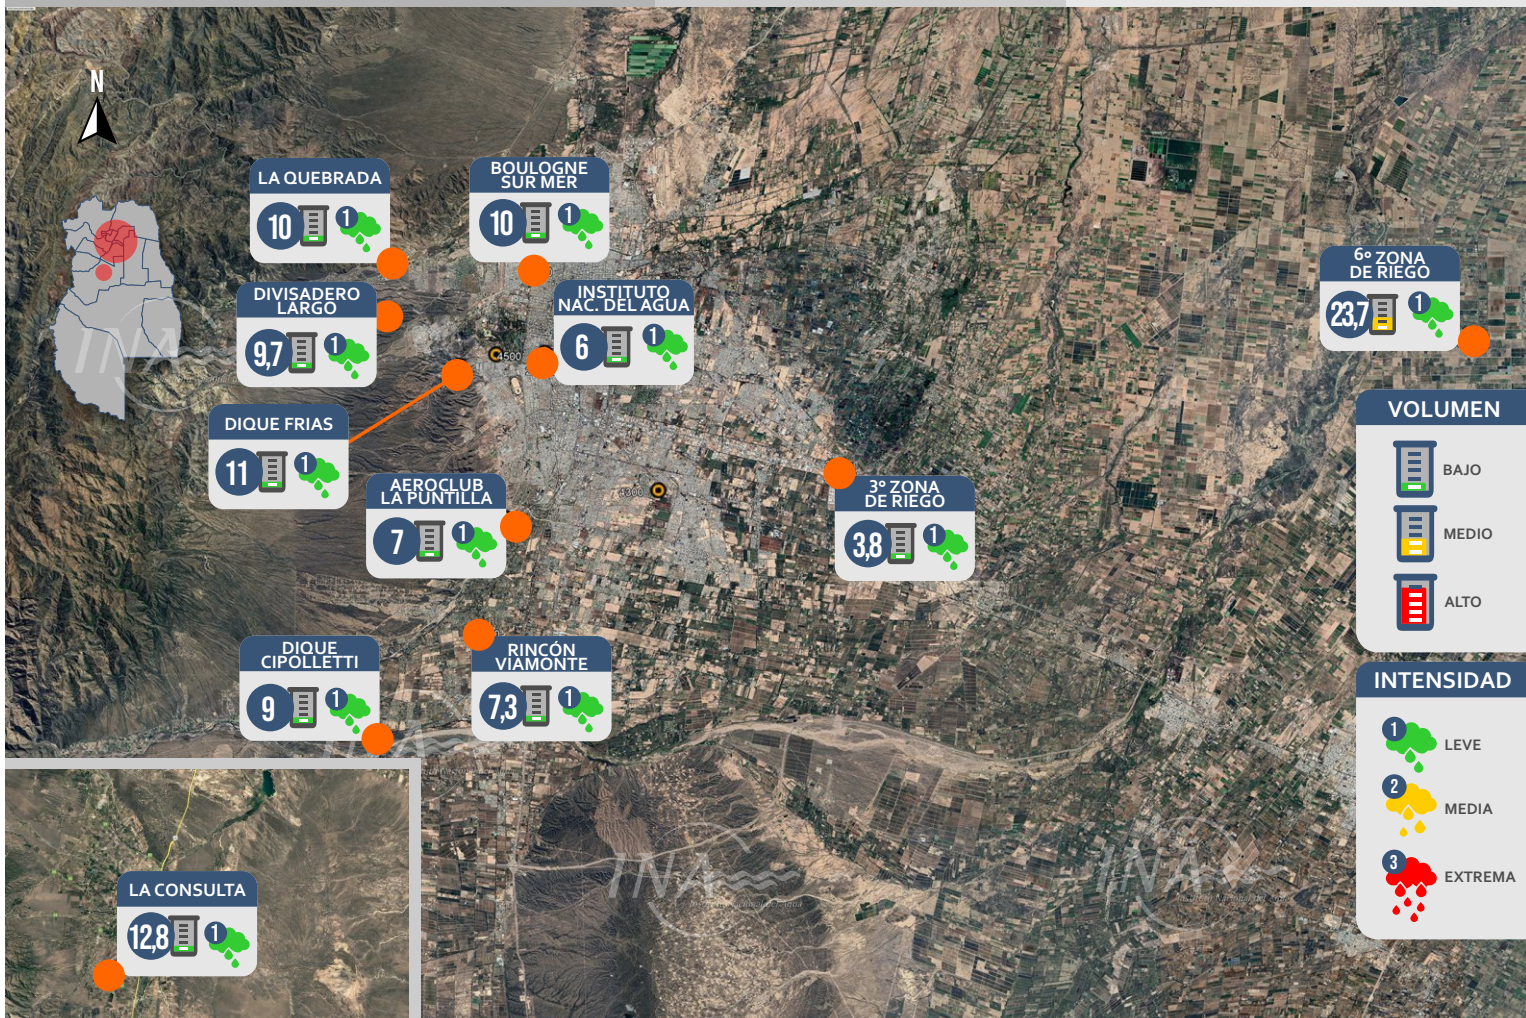 N
LA QUEBRADA
10
1
BOULOGNE
SUR MER
10
1
6º ZONA
DE RIEGO
23,7
1
DIVISADERO
LARGO
9,7
1
INSTITUTO
NAC. DEL AGUA
6
1
4500
DIQUE FRIAS
11
1
AEROCLUB
LA PUNTILLA
7
1
3º ZONA
DE RIEGO
3,8
1
DIQUE
CIPOLLETTI
9
1
RINCÓN
VIAMONTE
7,3
1
LA CONSULTA
12,8
1
VOLUMEN
BAJO
MEDIO
ALTO
INTENSIDAD
1
LEVE
2
MEDIA
3
EXTREMA
INA
INA
INA